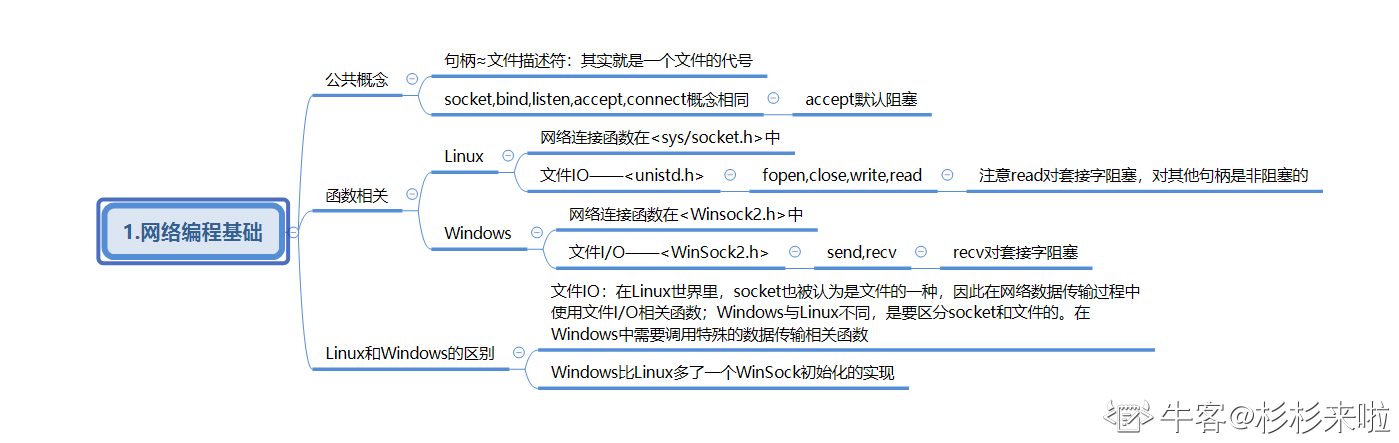 1.网络编程基础
公共概念
句柄≈文件描述符：其实就是一个文件的代号
socket,bind,listen,accept,connect概念相同
accept默认阻塞
函数相关
Linux
网络连接函数在<sys/socket.h>中
文件IO——<unistd.h>
fopen,close,write,read
注意read对套接字阻塞，对其他句柄是非阻塞的
Windows
网络连接函数在<Winsock2.h>中
文件I/O——<WinSock2.h>
send,recv
recv对套接字阻塞
Linux和Windows的区别
文件IO：在Linux世界里，socket也被认为是文件的一种，因此在网络数据传输过程中
使用文件I/O相关函数；Windows与Linux不同，是要区分socket和文件的。在
Windows中需要调用特殊的数据传输相关函数
Windows比Linux多了一个WinSock初始化的实现
牛客@杉杉来啦